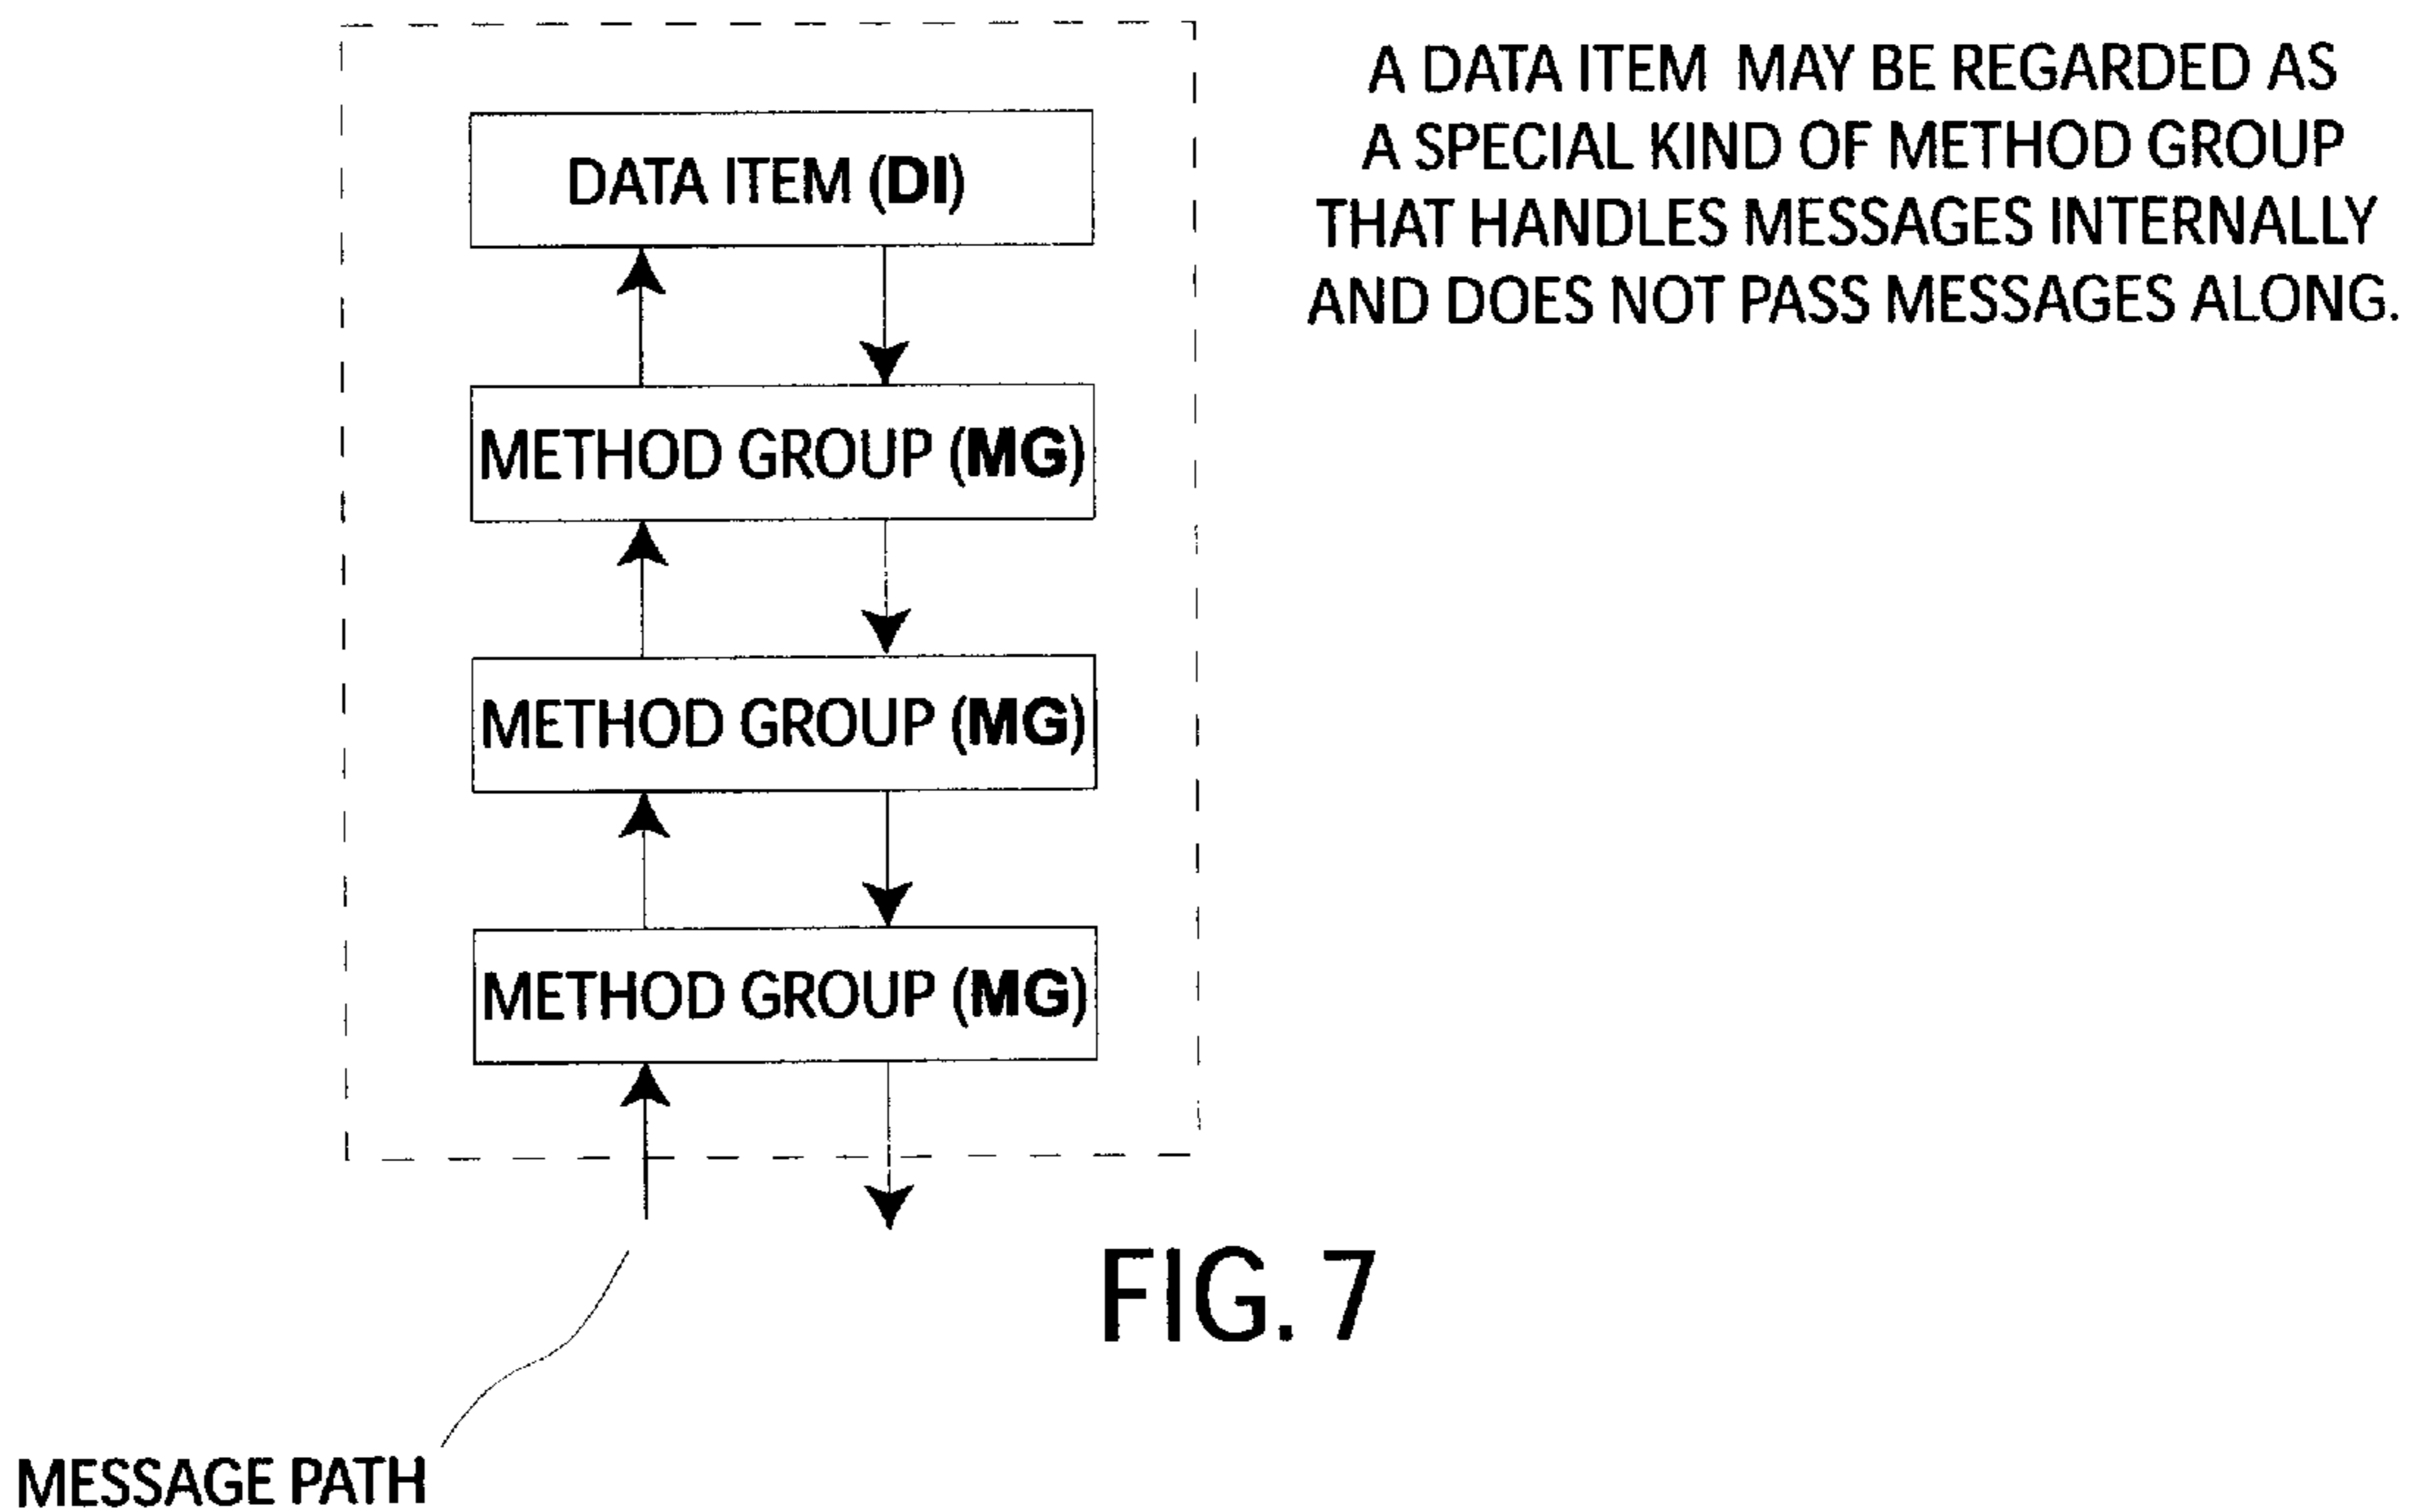 A DATA ITEM MAY BE REGARDED AS
A SPECIAL KIND OF METHOD GROUP
THAT HANDLES MESSAGES INTERNALLY
AND DOES NOT PASS MESSAGES ALONG.
DATA ITEM (DI)
METHOD GROUP (MG)
METHOD GROUP (MG)
METHOD GROUP (MG)
FIG. 7
MESSAGE PATH